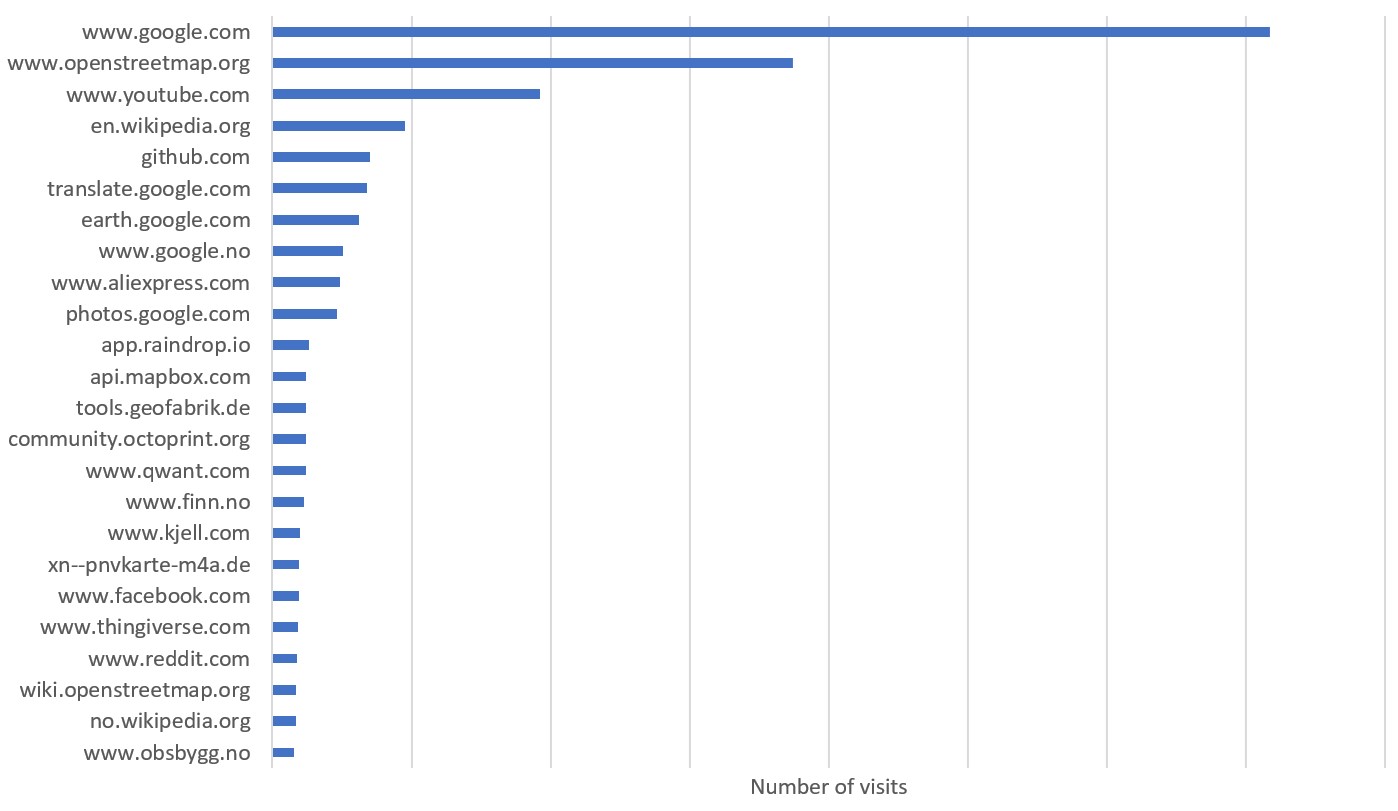 www.google.com
www.openstreetmap.org
www.youtube.com
en.wikipedia.org
github.com
translate.google.com
earth.google.com
www.google.no
www.aliexpress.com
photos.google.com
app.raindrop.io
api.mapbox.com
tools.geofabrik.de
community.octoprint.org
www.qwant.com
www.finn.no
www.kjell.com
xn--pnvkarte-m4a.de
www.facebook.com
www.thingiverse.com
www.reddit.com
wiki.openstreetmap.org
no.wikipedia.org
www.obsbygg.no
Number of visits